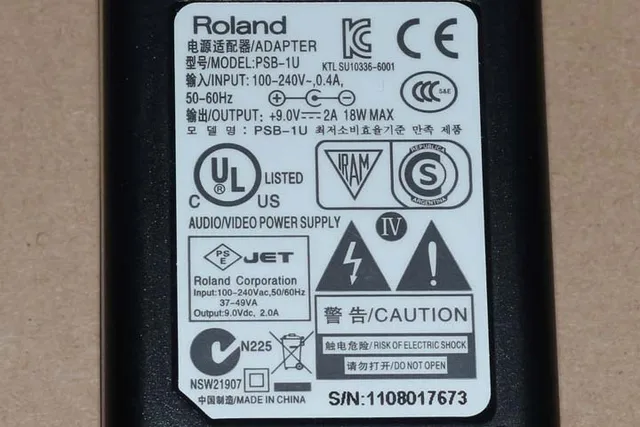 Roland
电源适配器/ADAPTER
型号/MODEL:PSB-1U
KTL SU10336-6001
输入/INPUT: 100-240V~,0.4A,
50-60Hz
CCC S&E
输出/OUTPUT: +9.0V⎓2A 18W MAX
모 델 명 : PSB-1U 최저소비효율기준 만족 제품
UL ® LISTED
C US
IRAM
REPUBLICA
S
ARGENTINA
AUDIO/VIDEO POWER SUPPLY
IV
PS
E
JET
Roland Corporation
Input:100-240Vac,50/60Hz
37-49VA
Output:9.0Vdc, 2.0A
警 告/CAUTION
触电危险/ RISK OF ELECTRIC SHOCK
请勿打开/DO NOT OPEN
N225
NSW21907
中国制造/MADE IN CHINA
S/N:1108017673